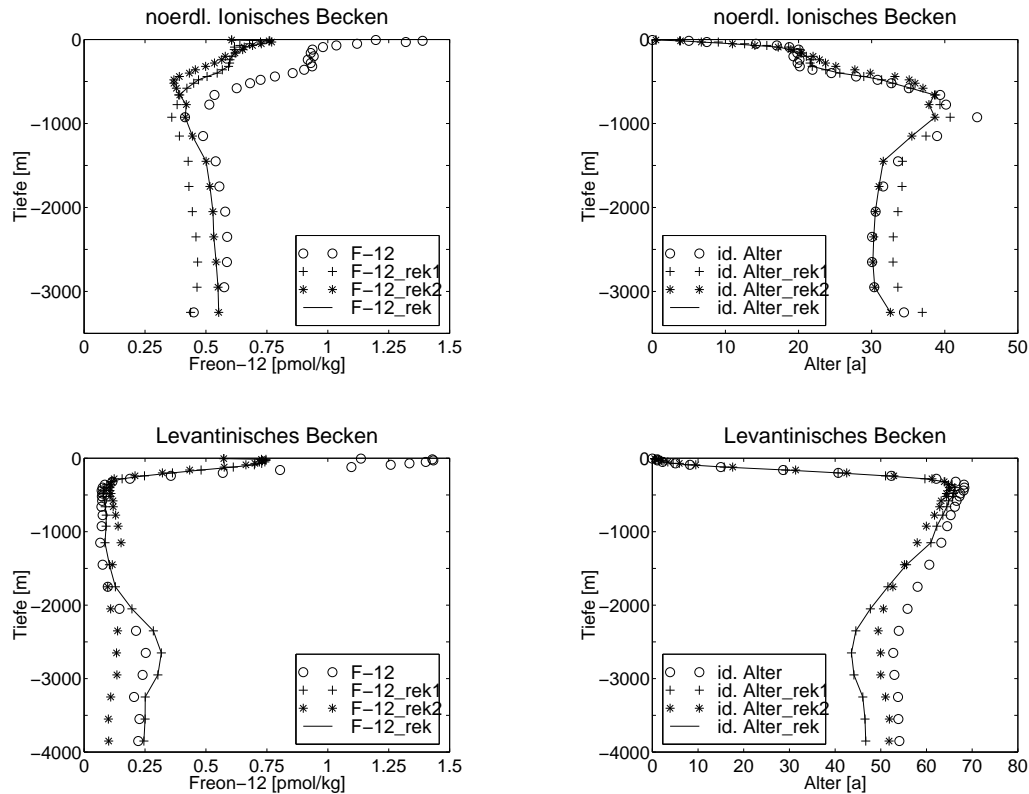 noerdl. Ionisches Becken
0
−1000
−2000
−3000
Tiefe [m]
0 0.25 0.5 0.75 1 1.25 1.5
Freon−12 [pmol/kg]
F−12
F−12_rek1
F−12_rek2
F−12_rek
noerdl. Ionisches Becken
0
−1000
−2000
−3000
Tiefe [m]
0 10 20 30 40 50
Alter [a]
id. Alter
id. Alter_rek1
id. Alter_rek2
id. Alter_rek
Levantinisches Becken
0
−1000
−2000
−3000
−4000
Tiefe [m]
0 0.25 0.5 0.75 1 1.25 1.5
Freon−12 [pmol/kg]
F−12
F−12_rek1
F−12_rek2
F−12_rek
Levantinisches Becken
0
−1000
−2000
−3000
−4000
Tiefe [m]
0 10 20 30 40 50 60 70 80
Alter [a]
id. Alter
id. Alter_rek1
id. Alter_rek2
id. Alter_rek